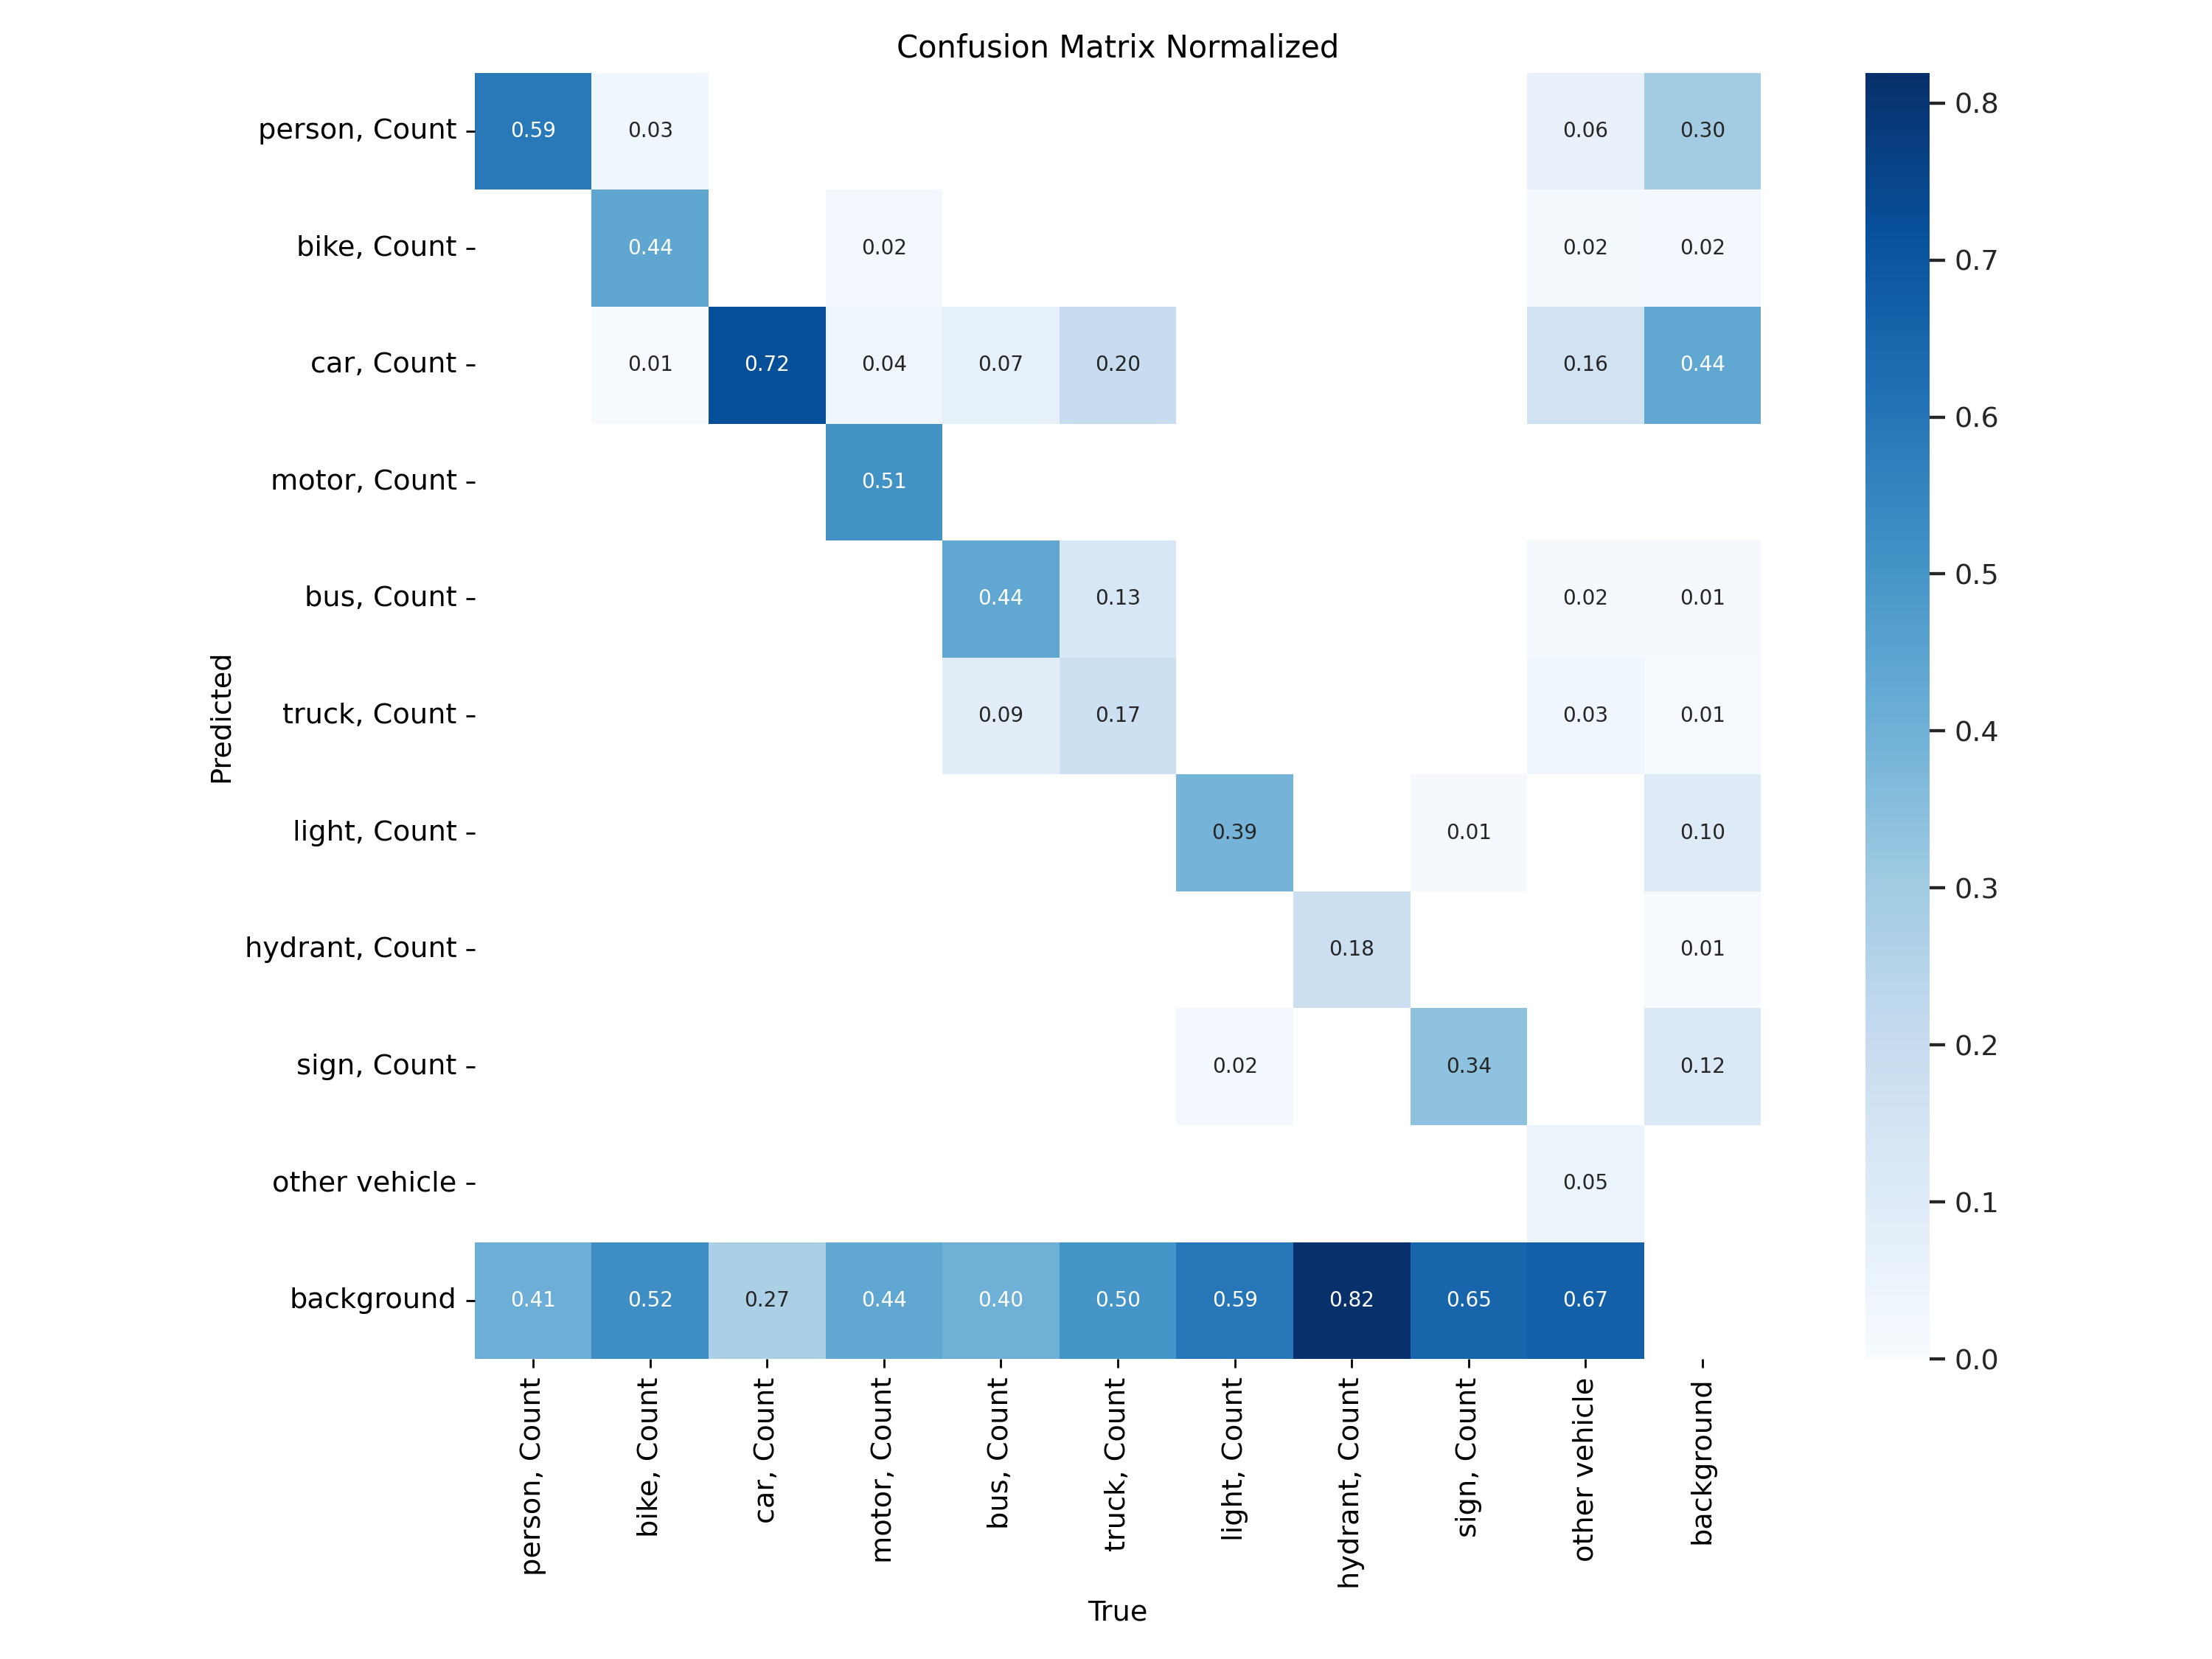 Confusion Matrix Normalized
person, Count 0.59 0.03 0.06 0.30
bike, Count 0.44 0.02 0.02 0.02
car, Count 0.01 0.72 0.04 0.07 0.20 0.16 0.44
motor, Count 0.51
bus, Count 0.44 0.13 0.02 0.01
truck, Count 0.09 0.17 0.03 0.01
light, Count 0.39 0.01 0.10
hydrant, Count 0.18 0.01
sign, Count 0.02 0.34 0.12
other vehicle 0.05
background 0.41 0.52 0.27 0.44 0.40 0.50 0.59 0.82 0.65 0.67
Predicted
person, Count
bike, Count
car, Count
motor, Count
bus, Count
truck, Count
light, Count
hydrant, Count
sign, Count
other vehicle
background
True
0.8
0.7
0.6
0.5
0.4
0.3
0.2
0.1
0.0